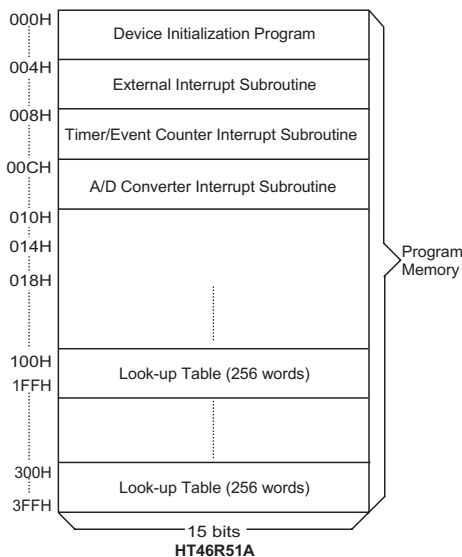 000H
Device Initialization Program
004H
External Interrupt Subroutine
008H
Timer/Event Counter Interrupt Subroutine
00CH
A/D Converter Interrupt Subroutine
010H
014H
018H
Program
Memory
100H
Look-up Table (256 words)
1FFH
300H
Look-up Table (256 words)
3FFH
15 bits
HT46R51A